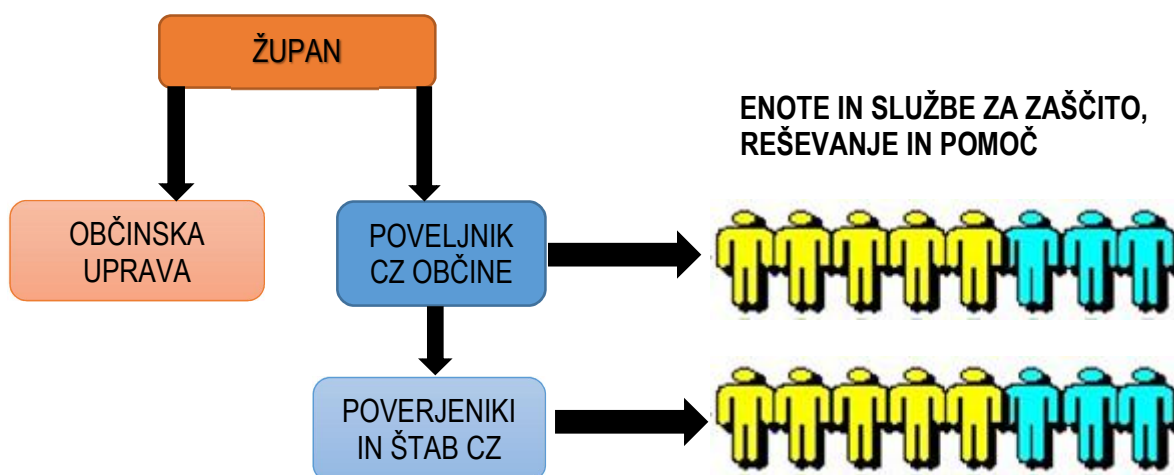 ŽUPAN
ENOTE IN SLUŽBE ZA ZAŠČITO,
REŠEVANJE IN POMOČ
OBČINSKA
UPRAVA
POVELJNIK
CZ OBČINE
POVERJENIKI
IN ŠTAB CZ